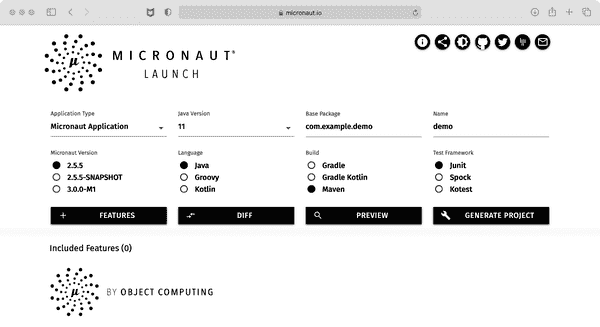 micronaut.io
MICRONAUT®
LAUNCH
Application Type Java Version Base Package Name
Micronaut Application 11 com.example.demo demo
Micronaut Version Language Build Test Framework
2.5.5 Java Gradle Junit
2.5.5-SNAPSHOT Groovy Gradle Kotlin Spock
3.0.0-M1 Kotlin Maven Kotest
FEATURES DIFF PREVIEW GENERATE PROJECT
Included Features (0)
BY OBJECT COMPUTING